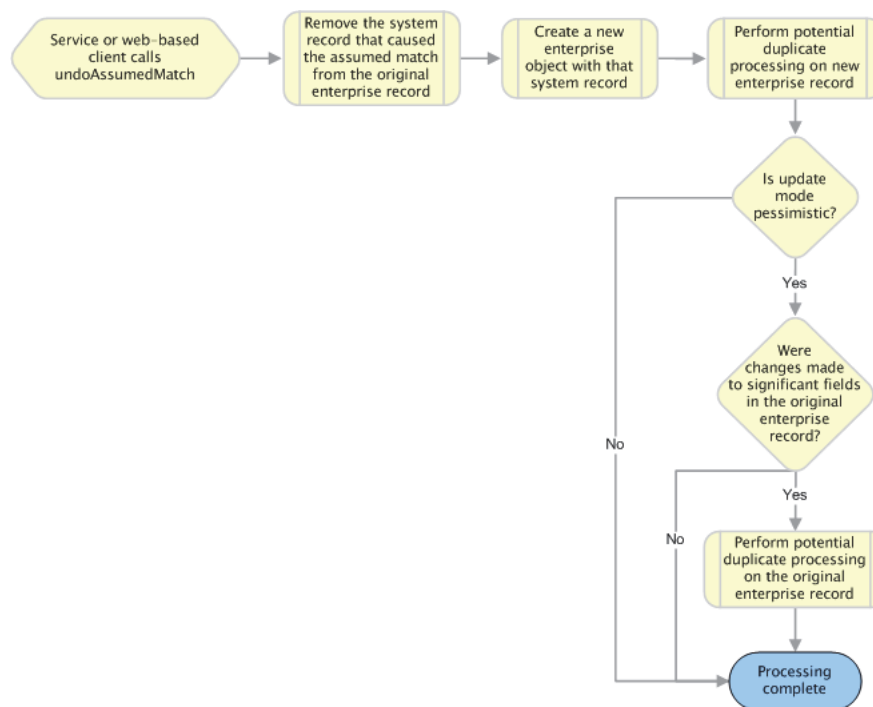 Service or web-based
client calls
undoAssumedMatch
Remove the system
record that caused
the assumed match
from the original
enterprise record
Create a new
enterprise
object with that
system record
Perform potential
duplicate
processing on new
enterprise record
Is update
mode
pessimistic?
Yes
Were
changes made
to significant fields
in the original
enterprise
record?
No
Yes
No
Perform potential
duplicate processing
on the original
enterprise record
Processing
complete